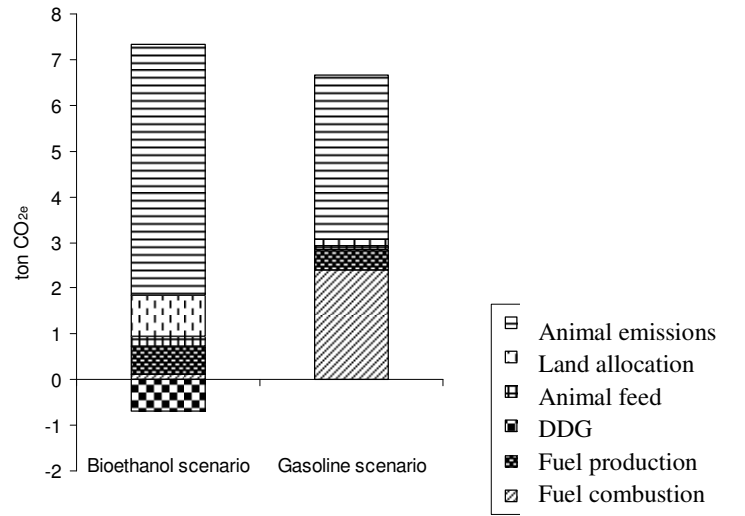 8
7
6
5
4
3
2
1
0
-1
-2
ton CO2e
Bioethanol scenario Gasoline scenario
Animal emissions
Land allocation
Animal feed
DDG
Fuel production
Fuel combustion